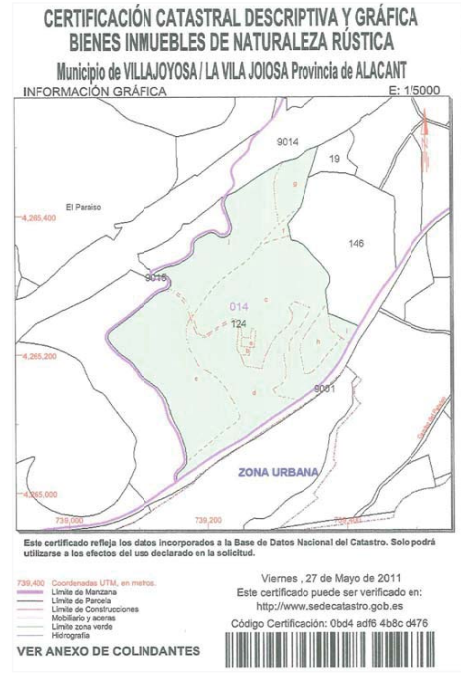 CERTIFICACIÓN CATASTRAL DESCRIPTIVA Y GRÁFICA
BIENES INMUEBLES DE NATURALEZA RÚSTICA
Municipio de VILLAJOYOSA / LA VILA JOIOSA Provincia de ALACANT
INFORMACIÓN GRÁFICA E: 1/5000
9014
19
El Paraiso
4,265,400
146
9015
014
124
4,265,200
9001
ZONA URBANA
4,265,000
739,000 739,200 739,400
Este certificado refleja los datos incorporados a la Base de Datos Nacional del Catastro. Solo podrá
utilizarse a los efectos del uso declarado en la solicitud.
739,400 Coordenadas UTM, en metros.
Límite de Manzana
Límite de Parcela
Límite de Construcciones
Mobiliario y aceras
Límite zona verde
Hidrografía
VER ANEXO DE COLINDANTES
Viernes , 27 de Mayo de 2011
Este certificado puede ser verificado en:
http://www.sedecatastro.gob.es
Código Certificación: 0bd4 adf6 4b8c d476